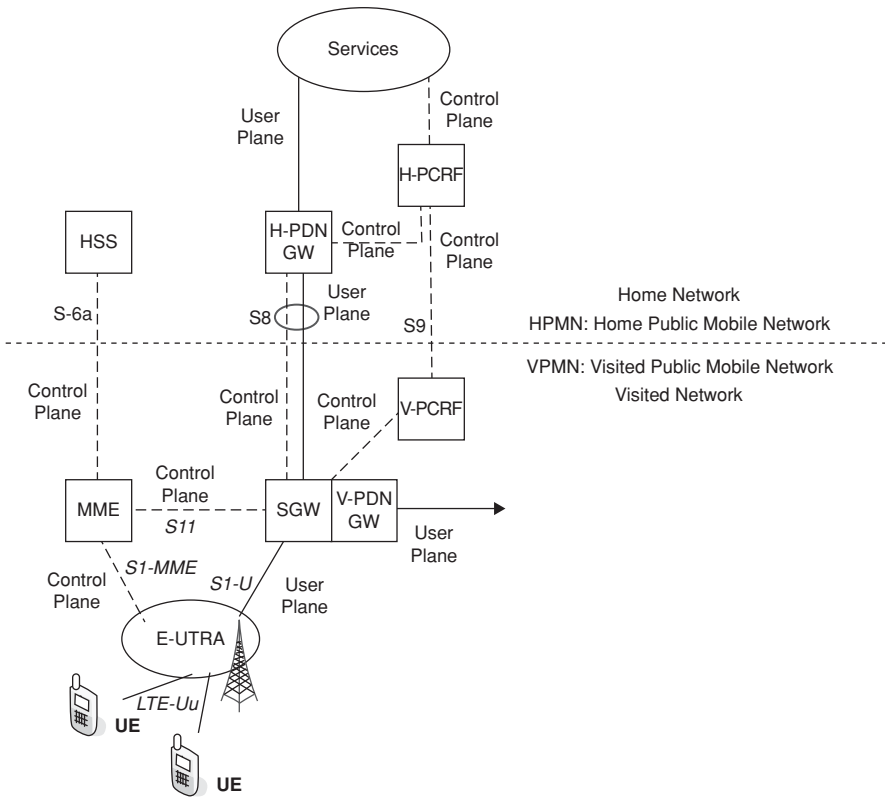 Services
User
Plane
Control
Plane
H-PCRF
HSS
H-PDN
GW
Control
Plane
Control
Plane
S-6a
S8
User
Plane
S9
Home Network
HPMN: Home Public Mobile Network
VPMN: Visited Public Mobile Network
Visited Network
Control
Plane
Control
Plane
Control
Plane
V-PCRF
MME
Control
Plane
S11
SGW
V-PDN
GW
User
Plane
Control
Plane
S1-MME
S1-U
User
Plane
E-UTRA
LTE-Uu
UE
UE